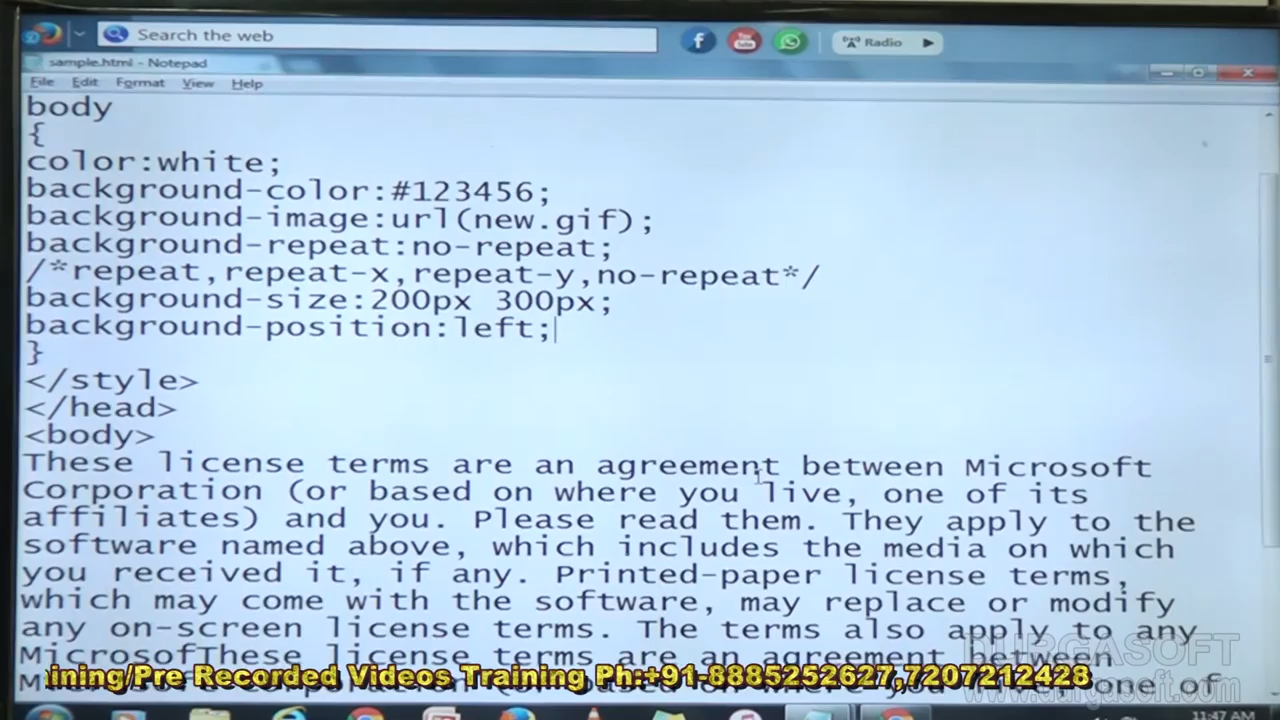 Search the web
f
You Tube
Radio
sample.html - Notepad
File Edit Format View Help
body
{
color:white;
background-color:#123456;
background-image:url(new.gif);
background-repeat:no-repeat;
/*repeat,repeat-x,repeat-y,no-repeat*/
background-size:200px 300px;
background-position:left;
}
</style>
</head>
<body>
These license terms are an agreement between Microsoft
Corporation (or based on where you live, one of its
affiliates) and you. Please read them. They apply to the
software named above, which includes the media on which
you received it, if any. Printed-paper license terms,
which may come with the software, may replace or modify
any on-screen license terms. The terms also apply to any
MicrosofThese license terms are an agreement between
DURGASOFT
ining/Pre Recorded Videos Training Ph:+91-8885252627,7202712428
one of
www.durgasoft.com
11:47 AM